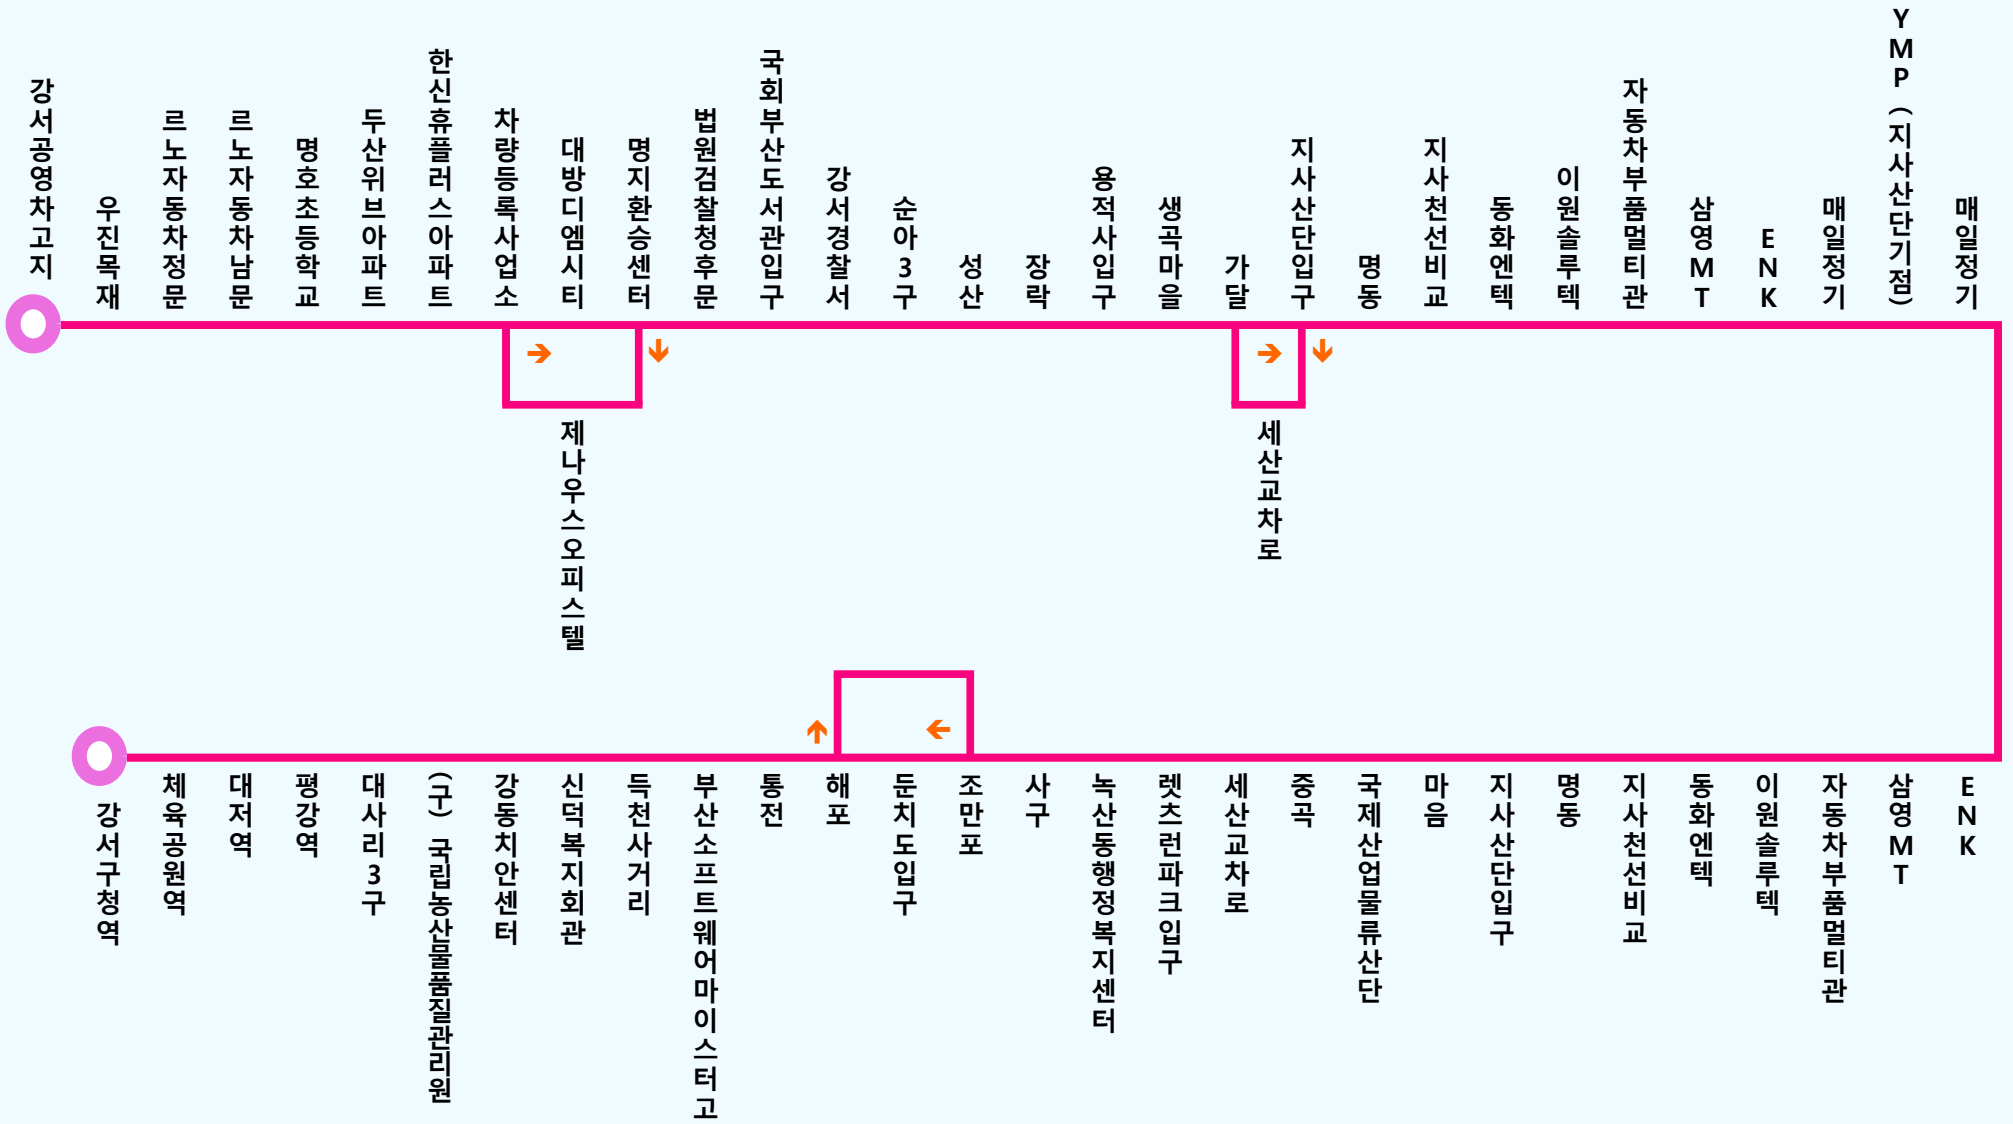 강서공영차고지
우진목재
르노자동차정문
르노자동차남문
명호초등학교
두산위브아파트
한신휴플러스아파트
차량등록사업소
대방디엠시티
명지환승센터
법원검찰청후문
국회부산도서관입구
강서경찰서
순아3구
성산
장락
용적사입구
생곡마을
가달
지사산단입구
명동
지사천선비교
동화엔텍
이원솔루텍
자동차부품멀티관
삼영MT
ENK
매일정기
YMP(지사산단기점)
매일정기
제나우스오피스텔
세산교차로
강서구청역
체육공원역
대저역
평강역
대사리3구
(구)국립농산물품질관리원
강동치안센터
신덕복지회관
득천사거리
부산소프트웨어마이스터고
통전
해포
둔치도입구
조만포
사구
녹산동행정복지센터
렛츠런파크입구
세산교차로
중곡
국제산업물류산단
마음
지사산단입구
명동
지사천선비교
동화엔텍
이원솔루텍
자동차부품멀티관
삼영MT
ENK